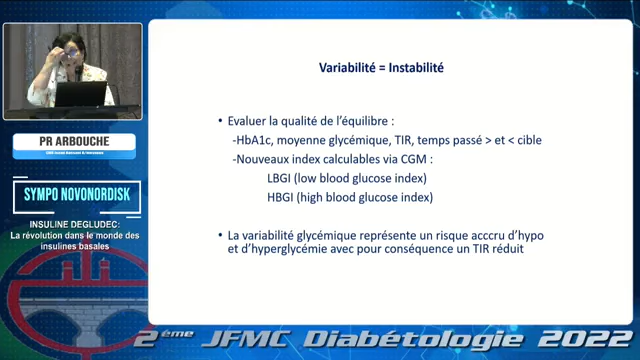 Variabilité = Instabilité
• Evaluer la qualité de l'équilibre :
-HbA1c, moyenne glycémique, TIR, temps passé > et < cible
-Nouveaux index calculables via CGM :
LBGI (low blood glucose index)
HBGI (high blood glucose index)
• La variabilité glycémique représente un risque acccru d'hypo
et d'hyperglycémie avec pour conséquence un TIR réduit
PR ARBOUCHE
SYMPO NOVONORDISK
INSULINE DEGLUDEC:
La révolution dans le monde des
insulines basales
2ème JFMC Diabétologie 2022